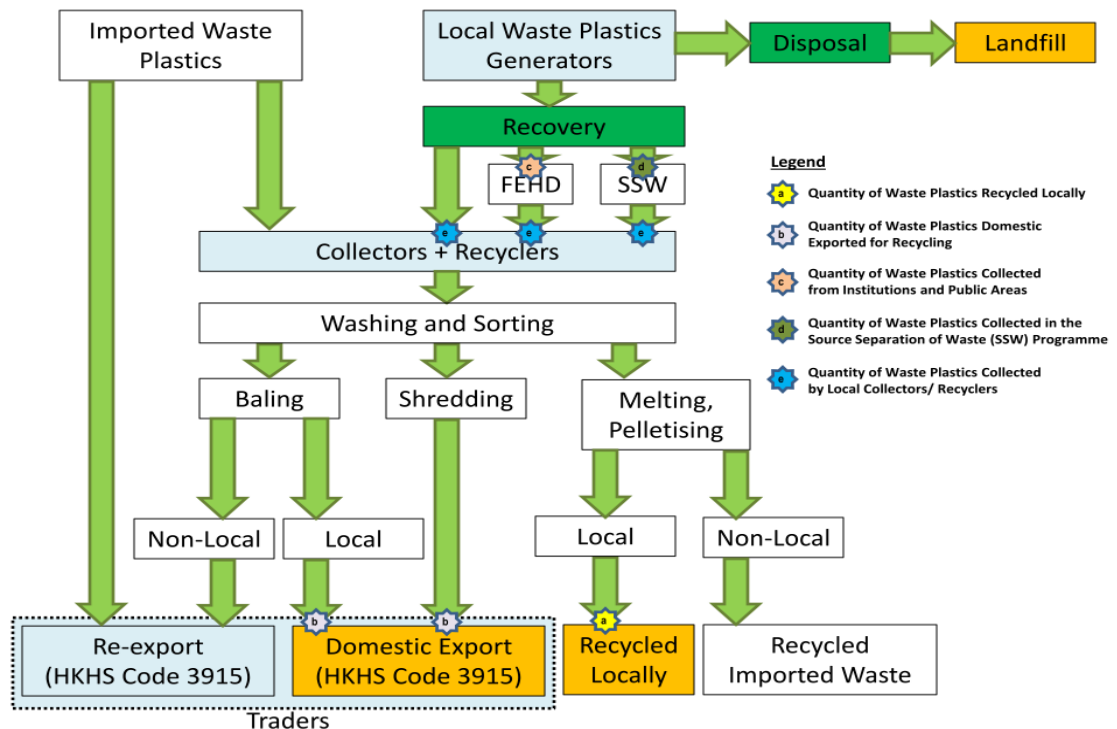 Imported Waste
Plastics
Local Waste Plastics
Generators
Disposal
Landfill
Recovery
c
d
FEHD
SSW
e
e
e
Collectors + Recyclers
Washing and Sorting
Baling
Shredding
Melting,
Pelletising
Non-Local
Local
Local
Non-Local
b
b
a
Re-export
(HKHS Code 3915)
Domestic Export
(HKHS Code 3915)
Recycled
Locally
Recycled
Imported Waste
Traders
Legend
a
Quantity of Waste Plastics Recycled Locally
b
Quantity of Waste Plastics Domestic
Exported for Recycling
c
Quantity of Waste Plastics Collected
from Institutions and Public Areas
d
Quantity of Waste Plastics Collected in the
Source Separation of Waste (SSW) Programme
e
Quantity of Waste Plastics Collected
by Local Collectors/ Recyclers